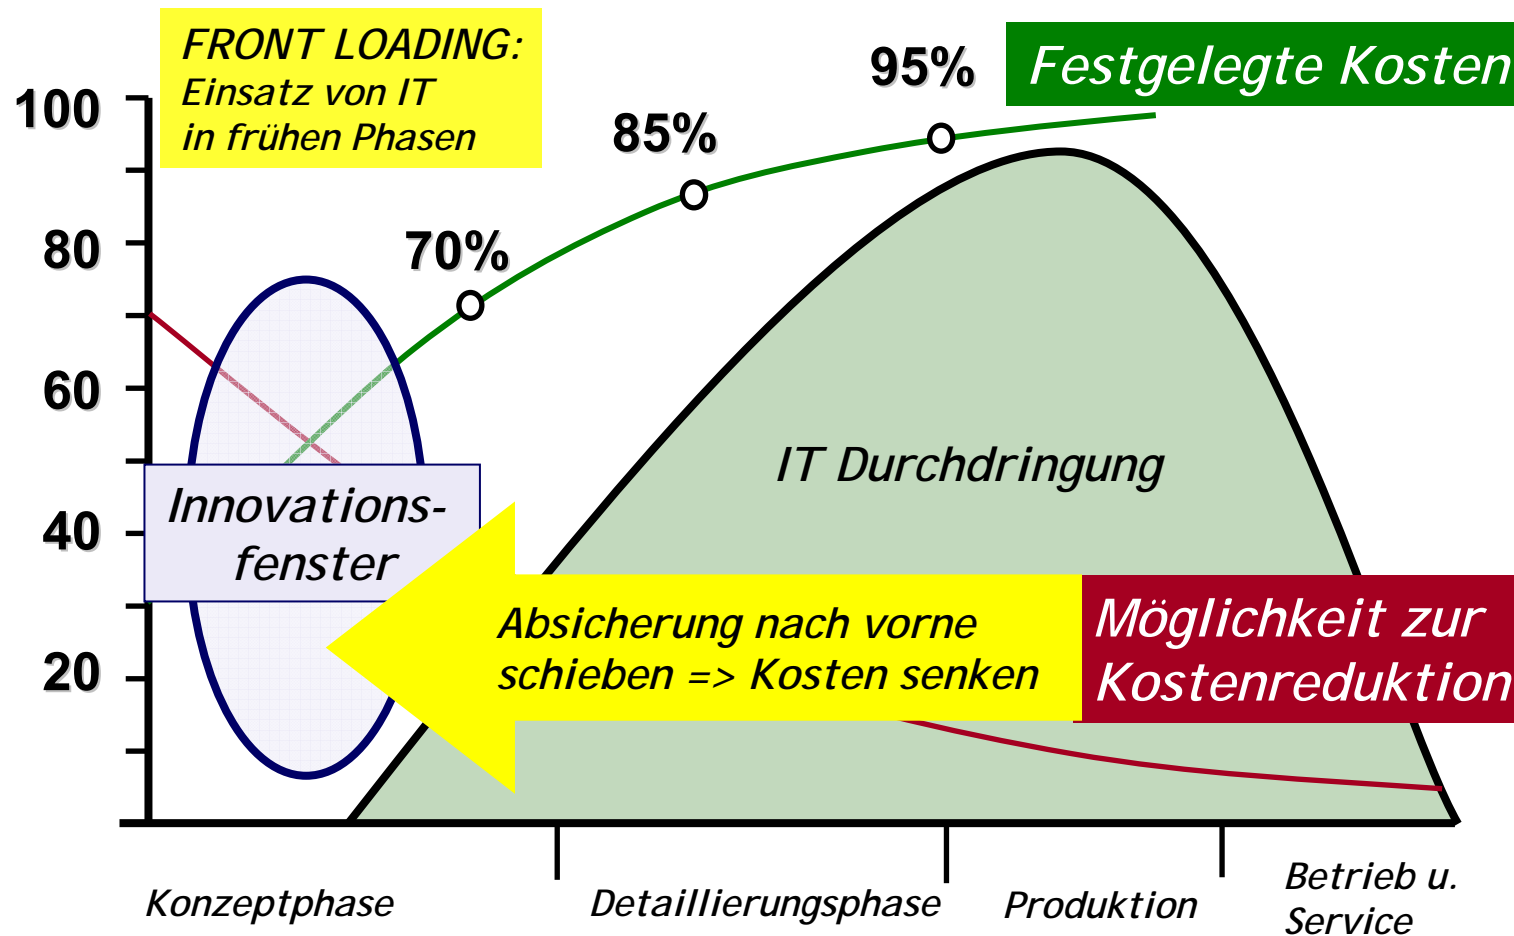 FRONT LOADING:
Einsatz von IT
in frühen Phasen
95%
Festgelegte Kosten
100
85%
80
70%
60
IT Durchdringung
Innovations-
fenster
40
Absicherung nach vorne
schieben => Kosten senken
Möglichkeit zur
Kostenreduktion
20
Konzeptphase
Detaillierungsphase
Produktion
Betrieb u.
Service